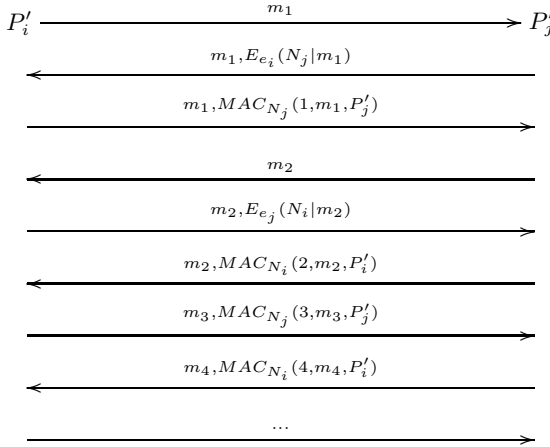 P'_i m_1 P'_j
m_1, E_{e_i}(N_j|m_1)
m_1, MAC_{N_j}(1, m_1, P'_j)
m_2
m_2, E_{e_j}(N_i|m_2)
m_2, MAC_{N_i}(2, m_2, P'_i)
m_3, MAC_{N_j}(3, m_3, P'_j)
m_4, MAC_{N_i}(4, m_4, P'_i)
...